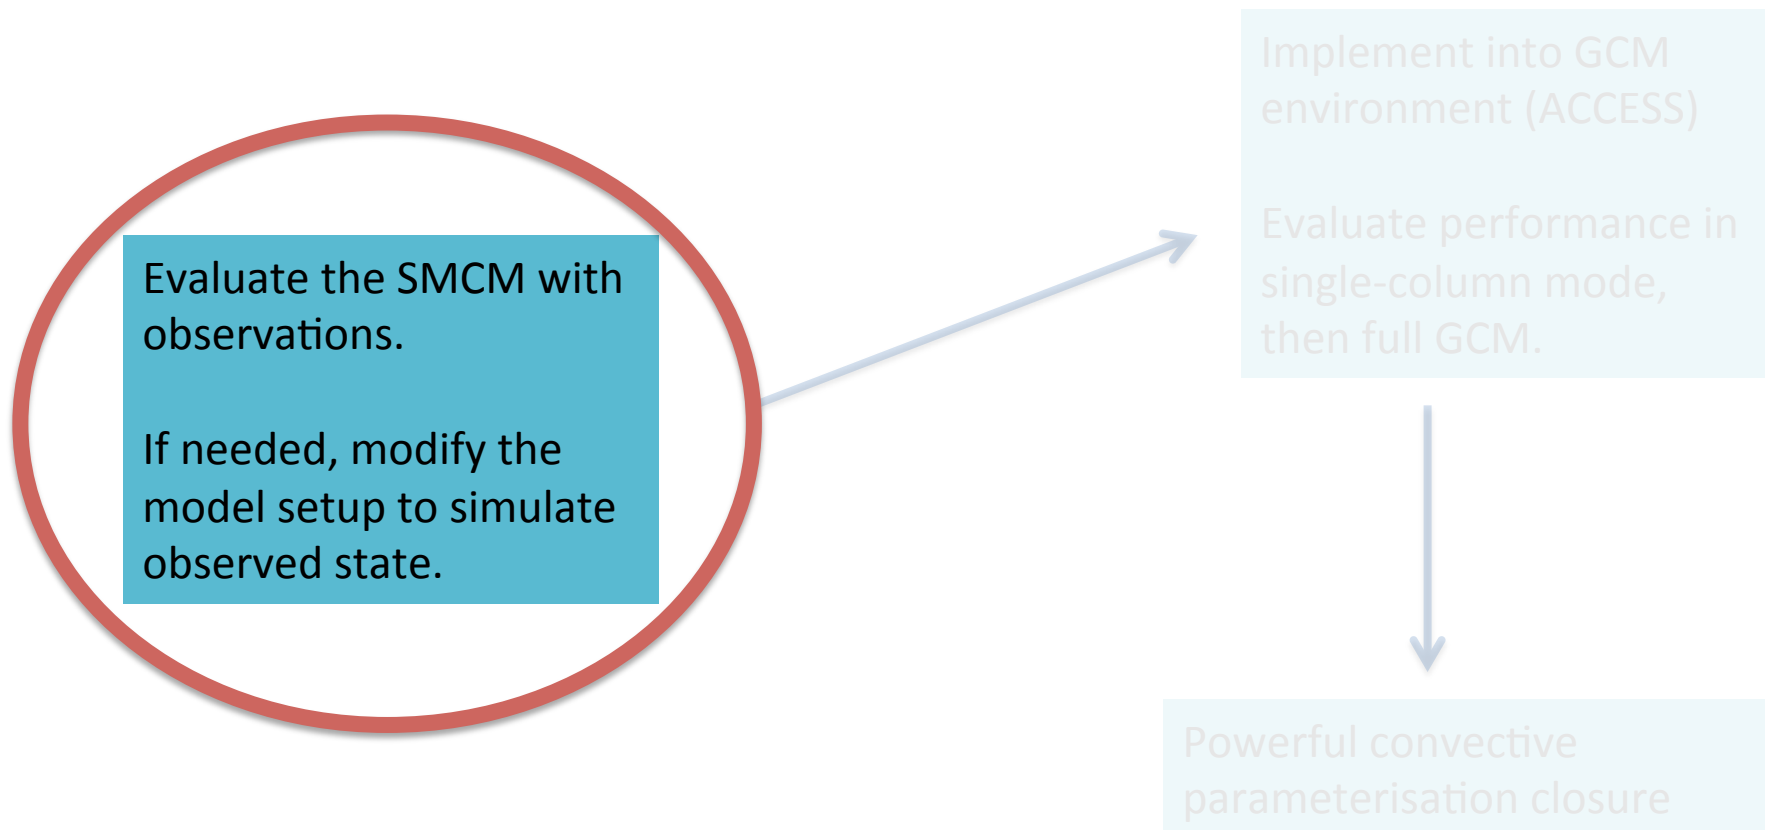 Evaluate the SMCM with
observations.
If needed, modify the
model setup to simulate
observed state.
Implement into GCM
environment (ACCESS)
Evaluate performance in
single-column mode,
then full GCM.
Powerful convective
parameterisation closure